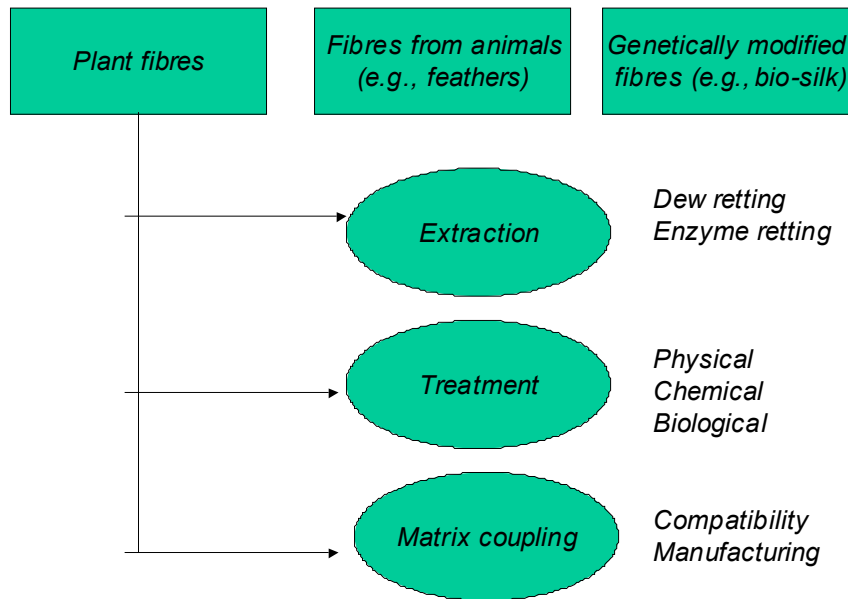 Plant fibres
Fibres from animals
(e.g., feathers)
Genetically modified
fibres (e.g., bio-silk)
Extraction
Dew retting
Enzyme retting
Treatment
Physical
Chemical
Biological
Matrix coupling
Compatibility
Manufacturing